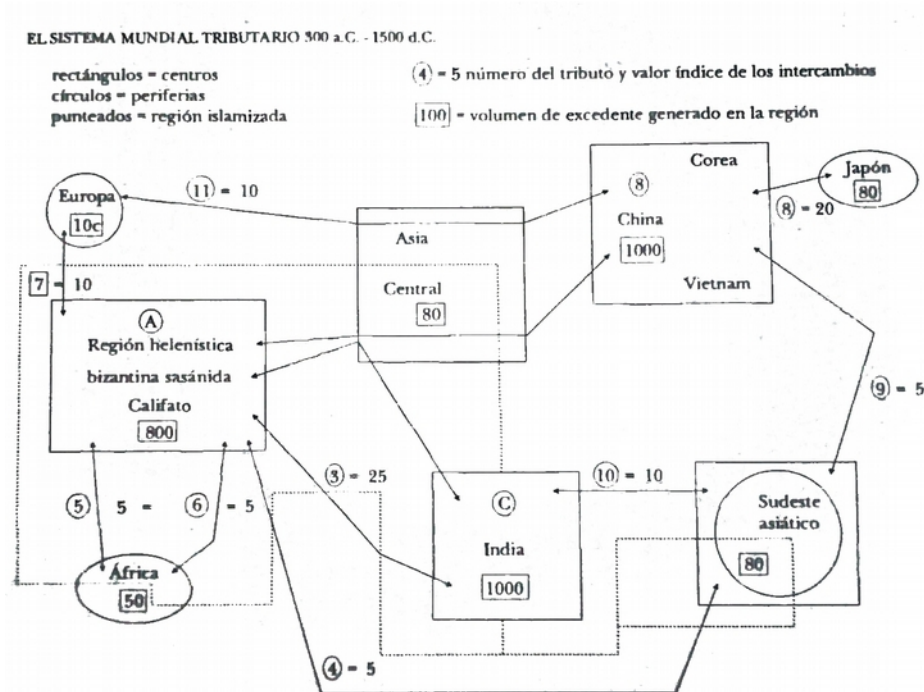 EL SISTEMA MUNDIAL TRIBUTARIO 300 a.C. - 1500 d.C.
rectángulos = centros
círculos = periferias
punteados = región islamizada
④ = 5 número del tributo y valor índice de los intercambios
100 = volumen de excedente generado en la región
Europa
10c
⑪ = 10
Corea
⑧
China
1000
Vietnam
Japón
80
⑧ = 20
Asia
Central
80
7 = 10
Ⓐ
Región helenística
bizantina sasánida
Califato
800
⑨ = 5
③ = 25
⑩ = 10
⑤ 5 =
⑥ = 5
Ⓒ
India
1000
Sudeste
asiático
80
África
50
④ = 5